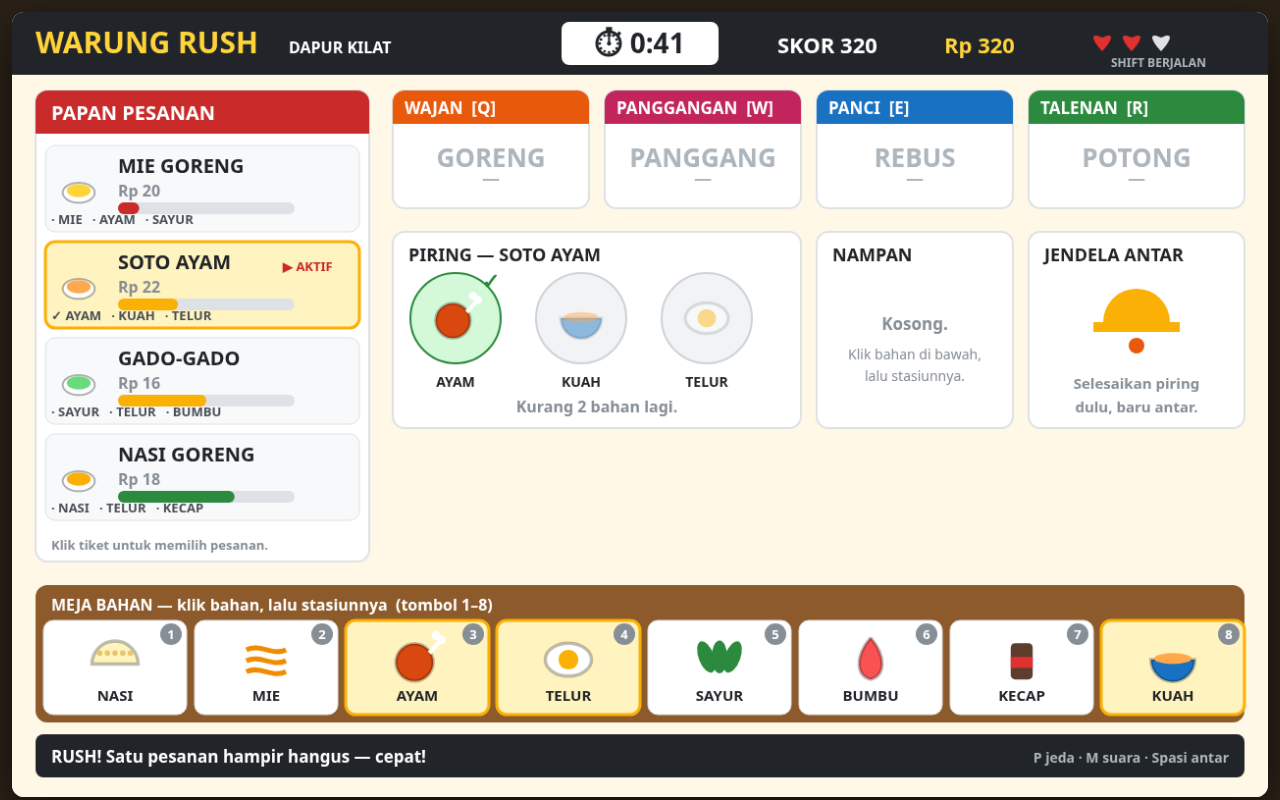 WARUNG RUSH DAPUR KILAT ⏱ 0:41 SKOR 320 Rp 320
SHIFT BERJALAN
PAPAN PESANAN
MIE GORENG
Rp 20
· MIE · AYAM · SAYUR
SOTO AYAM ▶ AKTIF
Rp 22
✓ AYAM · KUAH · TELUR
GADO-GADO
Rp 16
· SAYUR · TELUR · BUMBU
NASI GORENG
Rp 18
· NASI · TELUR · KECAP
Klik tiket untuk memilih pesanan.
WAJAN [Q]
GORENG
—
PANGGANGAN [W]
PANGGANG
—
PANCI [E]
REBUS
—
TALENAN [R]
POTONG
—
PIRING — SOTO AYAM
✓
AYAM KUAH TELUR
Kurang 2 bahan lagi.
NAMPAN
Kosong.
Klik bahan di bawah,
lalu stasiunnya.
JENDELA ANTAR
Selesaikan piring
dulu, baru antar.
MEJA BAHAN — klik bahan, lalu stasiunnya (tombol 1–8)
1 2 3 4 5 6 7 8
NASI MIE AYAM TELUR SAYUR BUMBU KECAP KUAH
RUSH! Satu pesanan hampir hangus — cepat! P jeda · M suara · Spasi antar